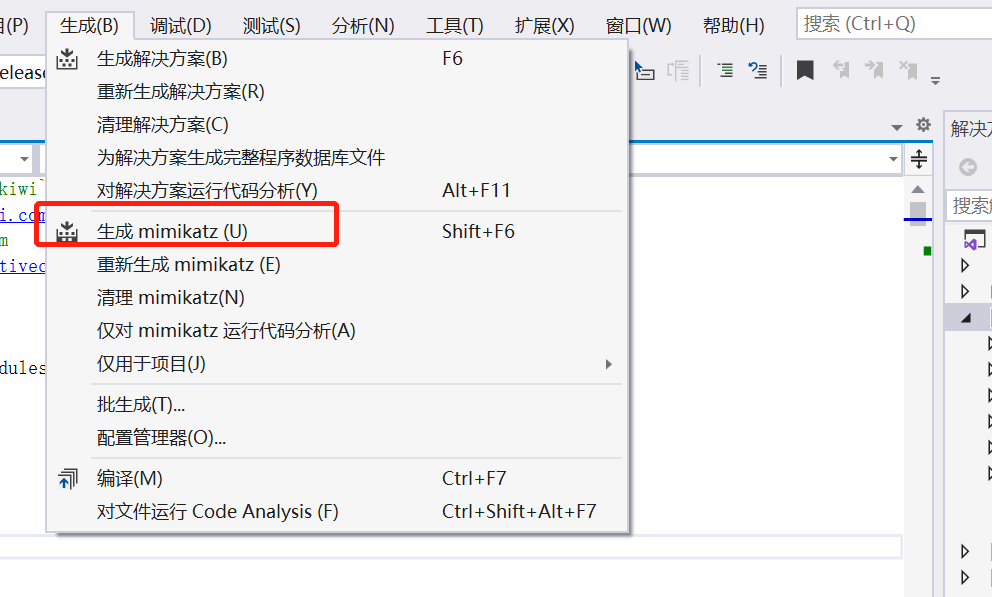 (P) 生成(B) 调试(D) 测试(S) 分析(N) 工具(T) 扩展(X) 窗口(W) 帮助(H) 搜索 (Ctrl+Q)
生成解决方案(B) F6
elease
重新生成解决方案(R)
清理解决方案(C)
解决方
为解决方案生成完整程序数据库文件
kiwi`
对解决方案运行代码分析(Y) Alt+F11
搜索解
i.com
生成 mimikatz (U) Shift+F6
m
重新生成 mimikatz (E)
tivec
清理 mimikatz(N)
仅对 mimikatz 运行代码分析(A)
仅用于项目(J)
dules
批生成(T)...
配置管理器(O)...
编译(M) Ctrl+F7
对文件运行 Code Analysis (F) Ctrl+Shift+Alt+F7